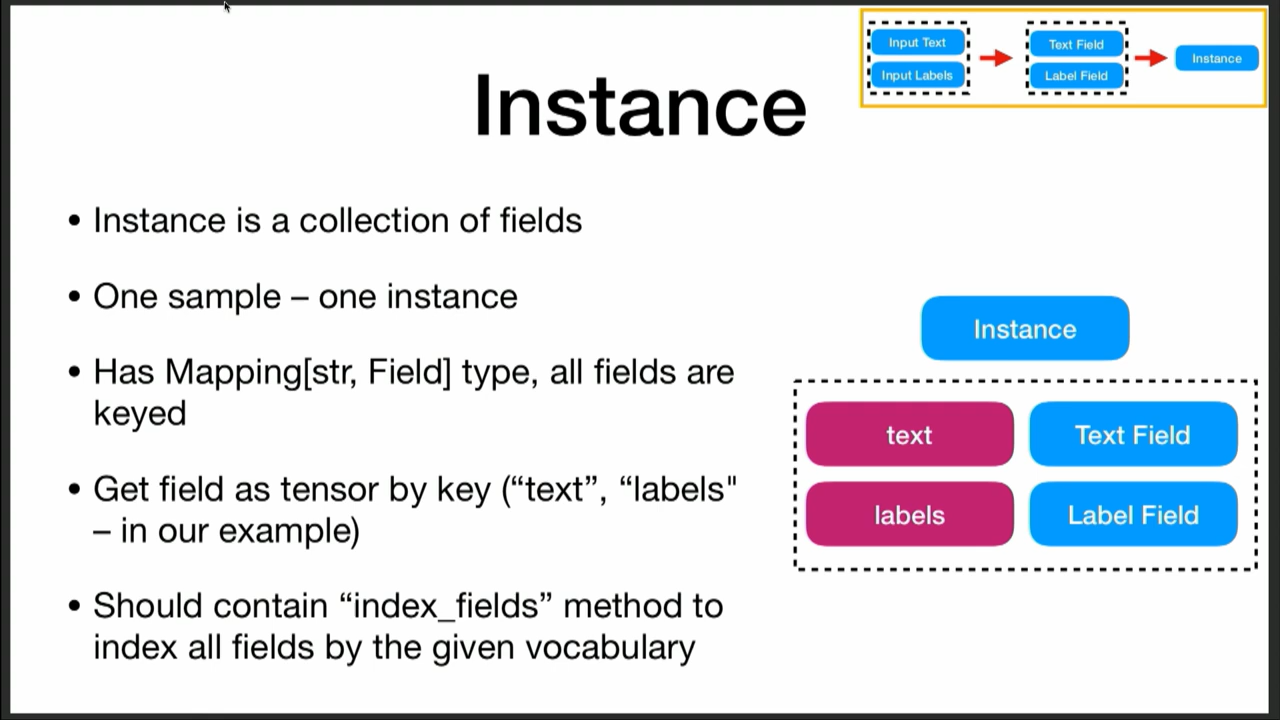 Input Text
Input Labels
Text Field
Label Field
Instance
Instance
• Instance is a collection of fields
• One sample – one instance
• Has Mapping[str, Field] type, all fields are
keyed
• Get field as tensor by key (“text”, “labels"
– in our example)
• Should contain “index_fields” method to
index all fields by the given vocabulary
Instance
text
Text Field
labels
Label Field